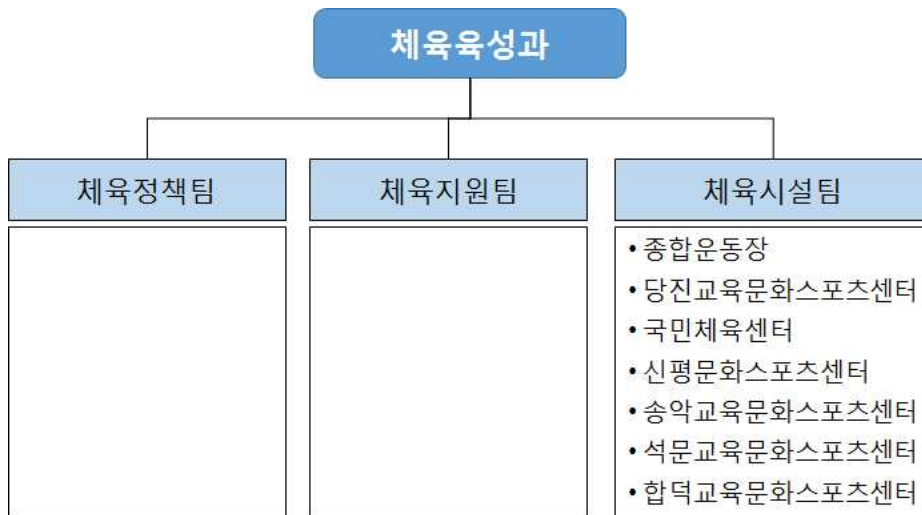 체육육성과
체육정책팀
체육지원팀
체육시설팀
• 종합운동장
• 당진교육문화스포츠센터
• 국민체육센터
• 신평문화스포츠센터
• 송악교육문화스포츠센터
• 석문교육문화스포츠센터
• 합덕교육문화스포츠센터